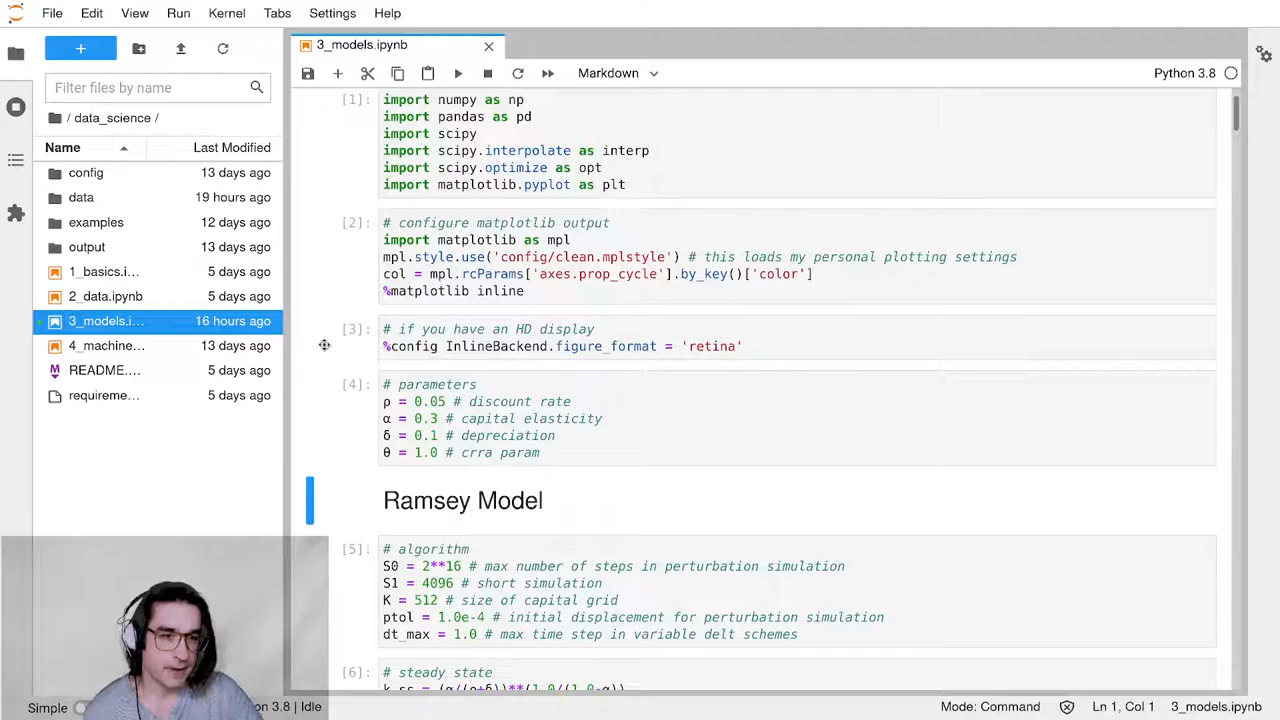 File Edit View Run Kernel Tabs Settings Help
3_models.ipynb
Filter files by name
Markdown
Python 3.8
/ data_science /
Name Last Modified
config 13 days ago
data 19 hours ago
examples 12 days ago
output 13 days ago
1_basics.i… 5 days ago
2_data.ipynb 5 days ago
3_models.i… 16 hours ago
4_machine… 13 days ago
README.… 5 days ago
requireme… 5 days ago
[1]:
import numpy as np
import pandas as pd
import scipy
import scipy.interpolate as interp
import scipy.optimize as opt
import matplotlib.pyplot as plt
[2]:
# configure matplotlib output
import matplotlib as mpl
mpl.style.use('config/clean.mplstyle') # this loads my personal plotting settings
col = mpl.rcParams['axes.prop_cycle'].by_key()['color']
%matplotlib inline
[3]:
# if you have an HD display
%config InlineBackend.figure_format = 'retina'
[4]:
# parameters
ρ = 0.05 # discount rate
α = 0.3 # capital elasticity
δ = 0.1 # depreciation
θ = 1.0 # crra param
Ramsey Model
[5]:
# algorithm
S0 = 2**16 # max number of steps in perturbation simulation
S1 = 4096 # short simulation
K = 512 # size of capital grid
ptol = 1.0e-4 # initial displacement for perturbation simulation
dt_max = 1.0 # max time step in variable delt schemes
[6]:
# steady state
k_ss = (α/(ρ+δ))**(1.0/(1.0-α))
Simple
on 3.8 | Idle
Mode: Command
Ln 1, Col 1
3_models.ipynb